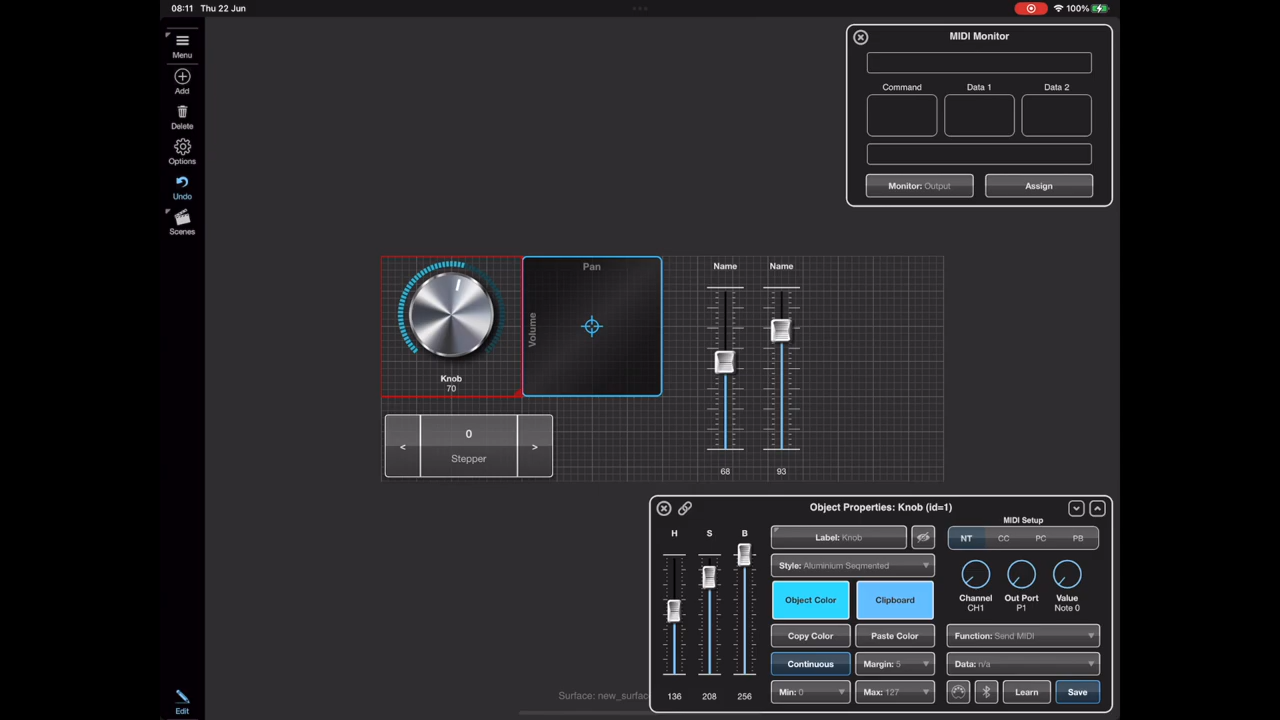 08:11 Thu 22 Jun
100%
Menu
Add
Delete
Options
Undo
Scenes
Edit
MIDI Monitor
Command Data 1 Data 2
Monitor: Output Assign
Pan
Volume
Knob
70
Name Name
68 93
< 0 >
Stepper
Surface: new_surfac
Object Properties: Knob (id=1)
H S B
136 208 256
Label: Knob
Style: Aluminium Segmented
Object Color Clipboard
Copy Color Paste Color
Continuous Margin: 5
Min: 0 Max: 127
MIDI Setup
NT CC PC PB
Channel Out Port Value
CH1 P1 Note 0
Function: Send MIDI
Data: n/a
Learn Save